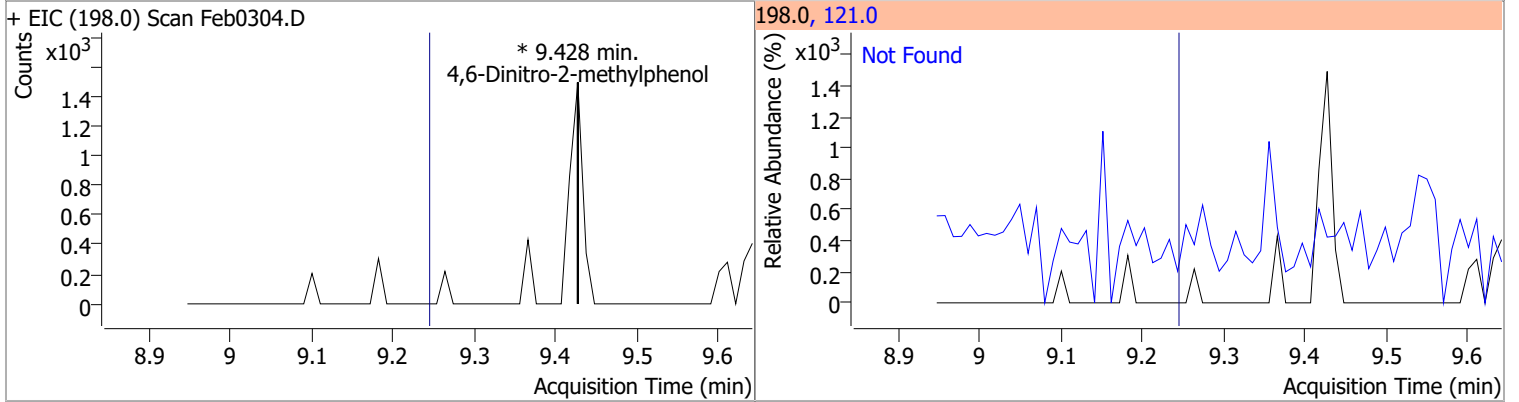 + EIC (198.0) Scan Feb0304.D
Counts
x10³
* 9.428 min.
4,6-Dinitro-2-methylphenol
1.4
1.2
1
0.8
0.6
0.4
0.2
0
8.9 9 9.1 9.2 9.3 9.4 9.5 9.6
Acquisition Time (min)
198.0, 121.0
Relative Abundance (%)
x10³
Not Found
1.4
1.2
1
0.8
0.6
0.4
0.2
0
8.9 9 9.1 9.2 9.3 9.4 9.5 9.6
Acquisition Time (min)